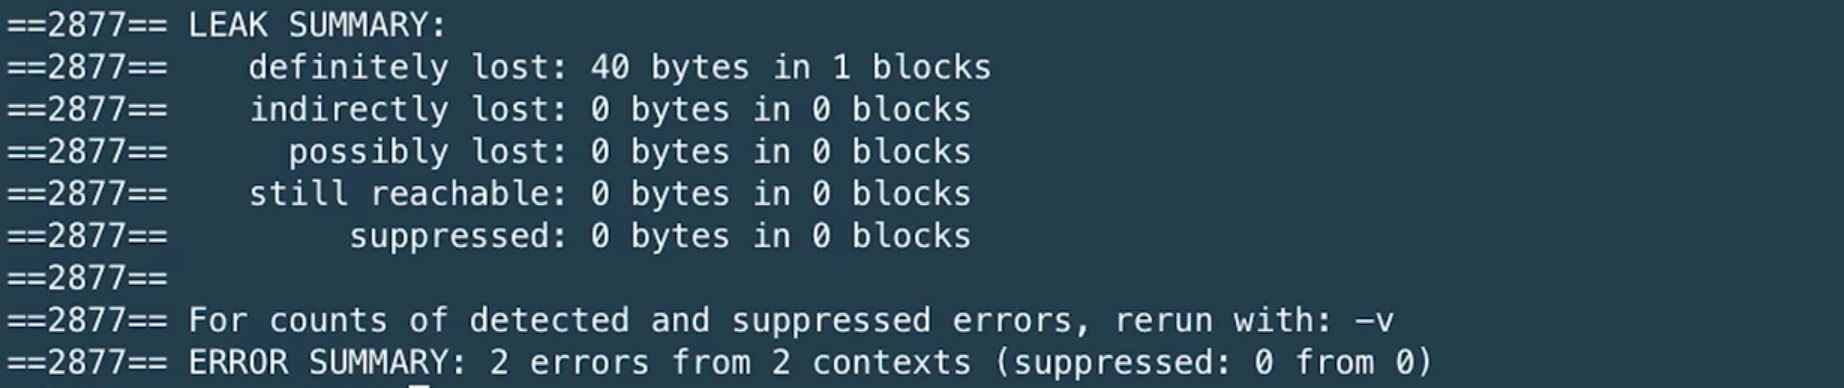 ==2877== LEAK SUMMARY:
==2877==    definitely lost: 40 bytes in 1 blocks
==2877==    indirectly lost: 0 bytes in 0 blocks
==2877==      possibly lost: 0 bytes in 0 blocks
==2877==    still reachable: 0 bytes in 0 blocks
==2877==         suppressed: 0 bytes in 0 blocks
==2877==
==2877== For counts of detected and suppressed errors, rerun with: -v
==2877== ERROR SUMMARY: 2 errors from 2 contexts (suppressed: 0 from 0)